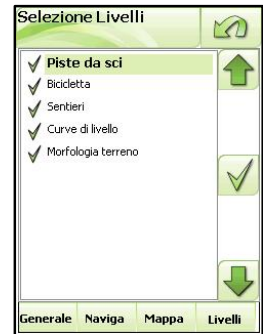 Selezione Livelli
Piste da sci
Bicicletta
Sentieri
Curve di livello
Morfologia terreno
Generale Naviga Mappa Livelli